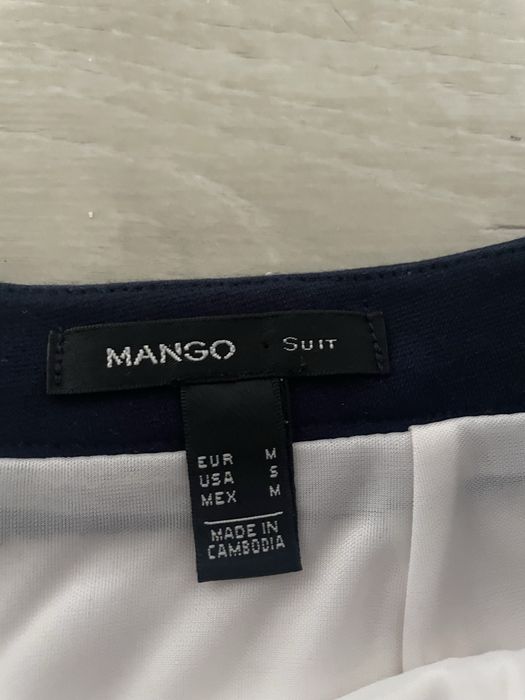 MANGO SUIT
EUR M
USA S
MEX M
MADE IN
CAMBODIA